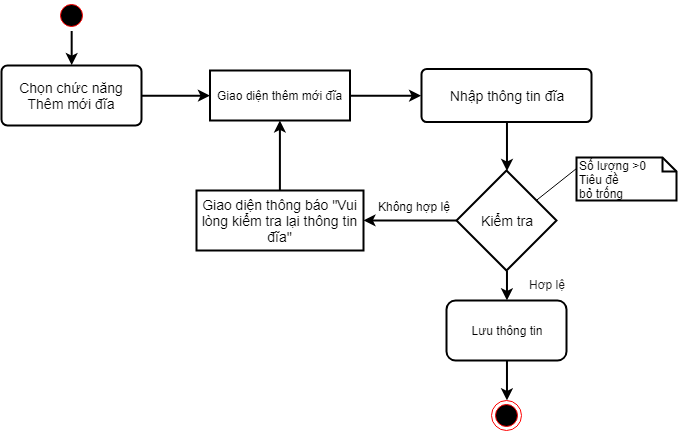 Chọn chức năng
Thêm mới đĩa
Giao diện thêm mới đĩa
Nhập thông tin đĩa
Số lượng >0
Tiêu đề
bỏ trống
Giao diện thông báo "Vui
lòng kiểm tra lại thông tin
đĩa"
Không hợp lệ
Kiểm tra
Hơp lệ
Lưu thông tin